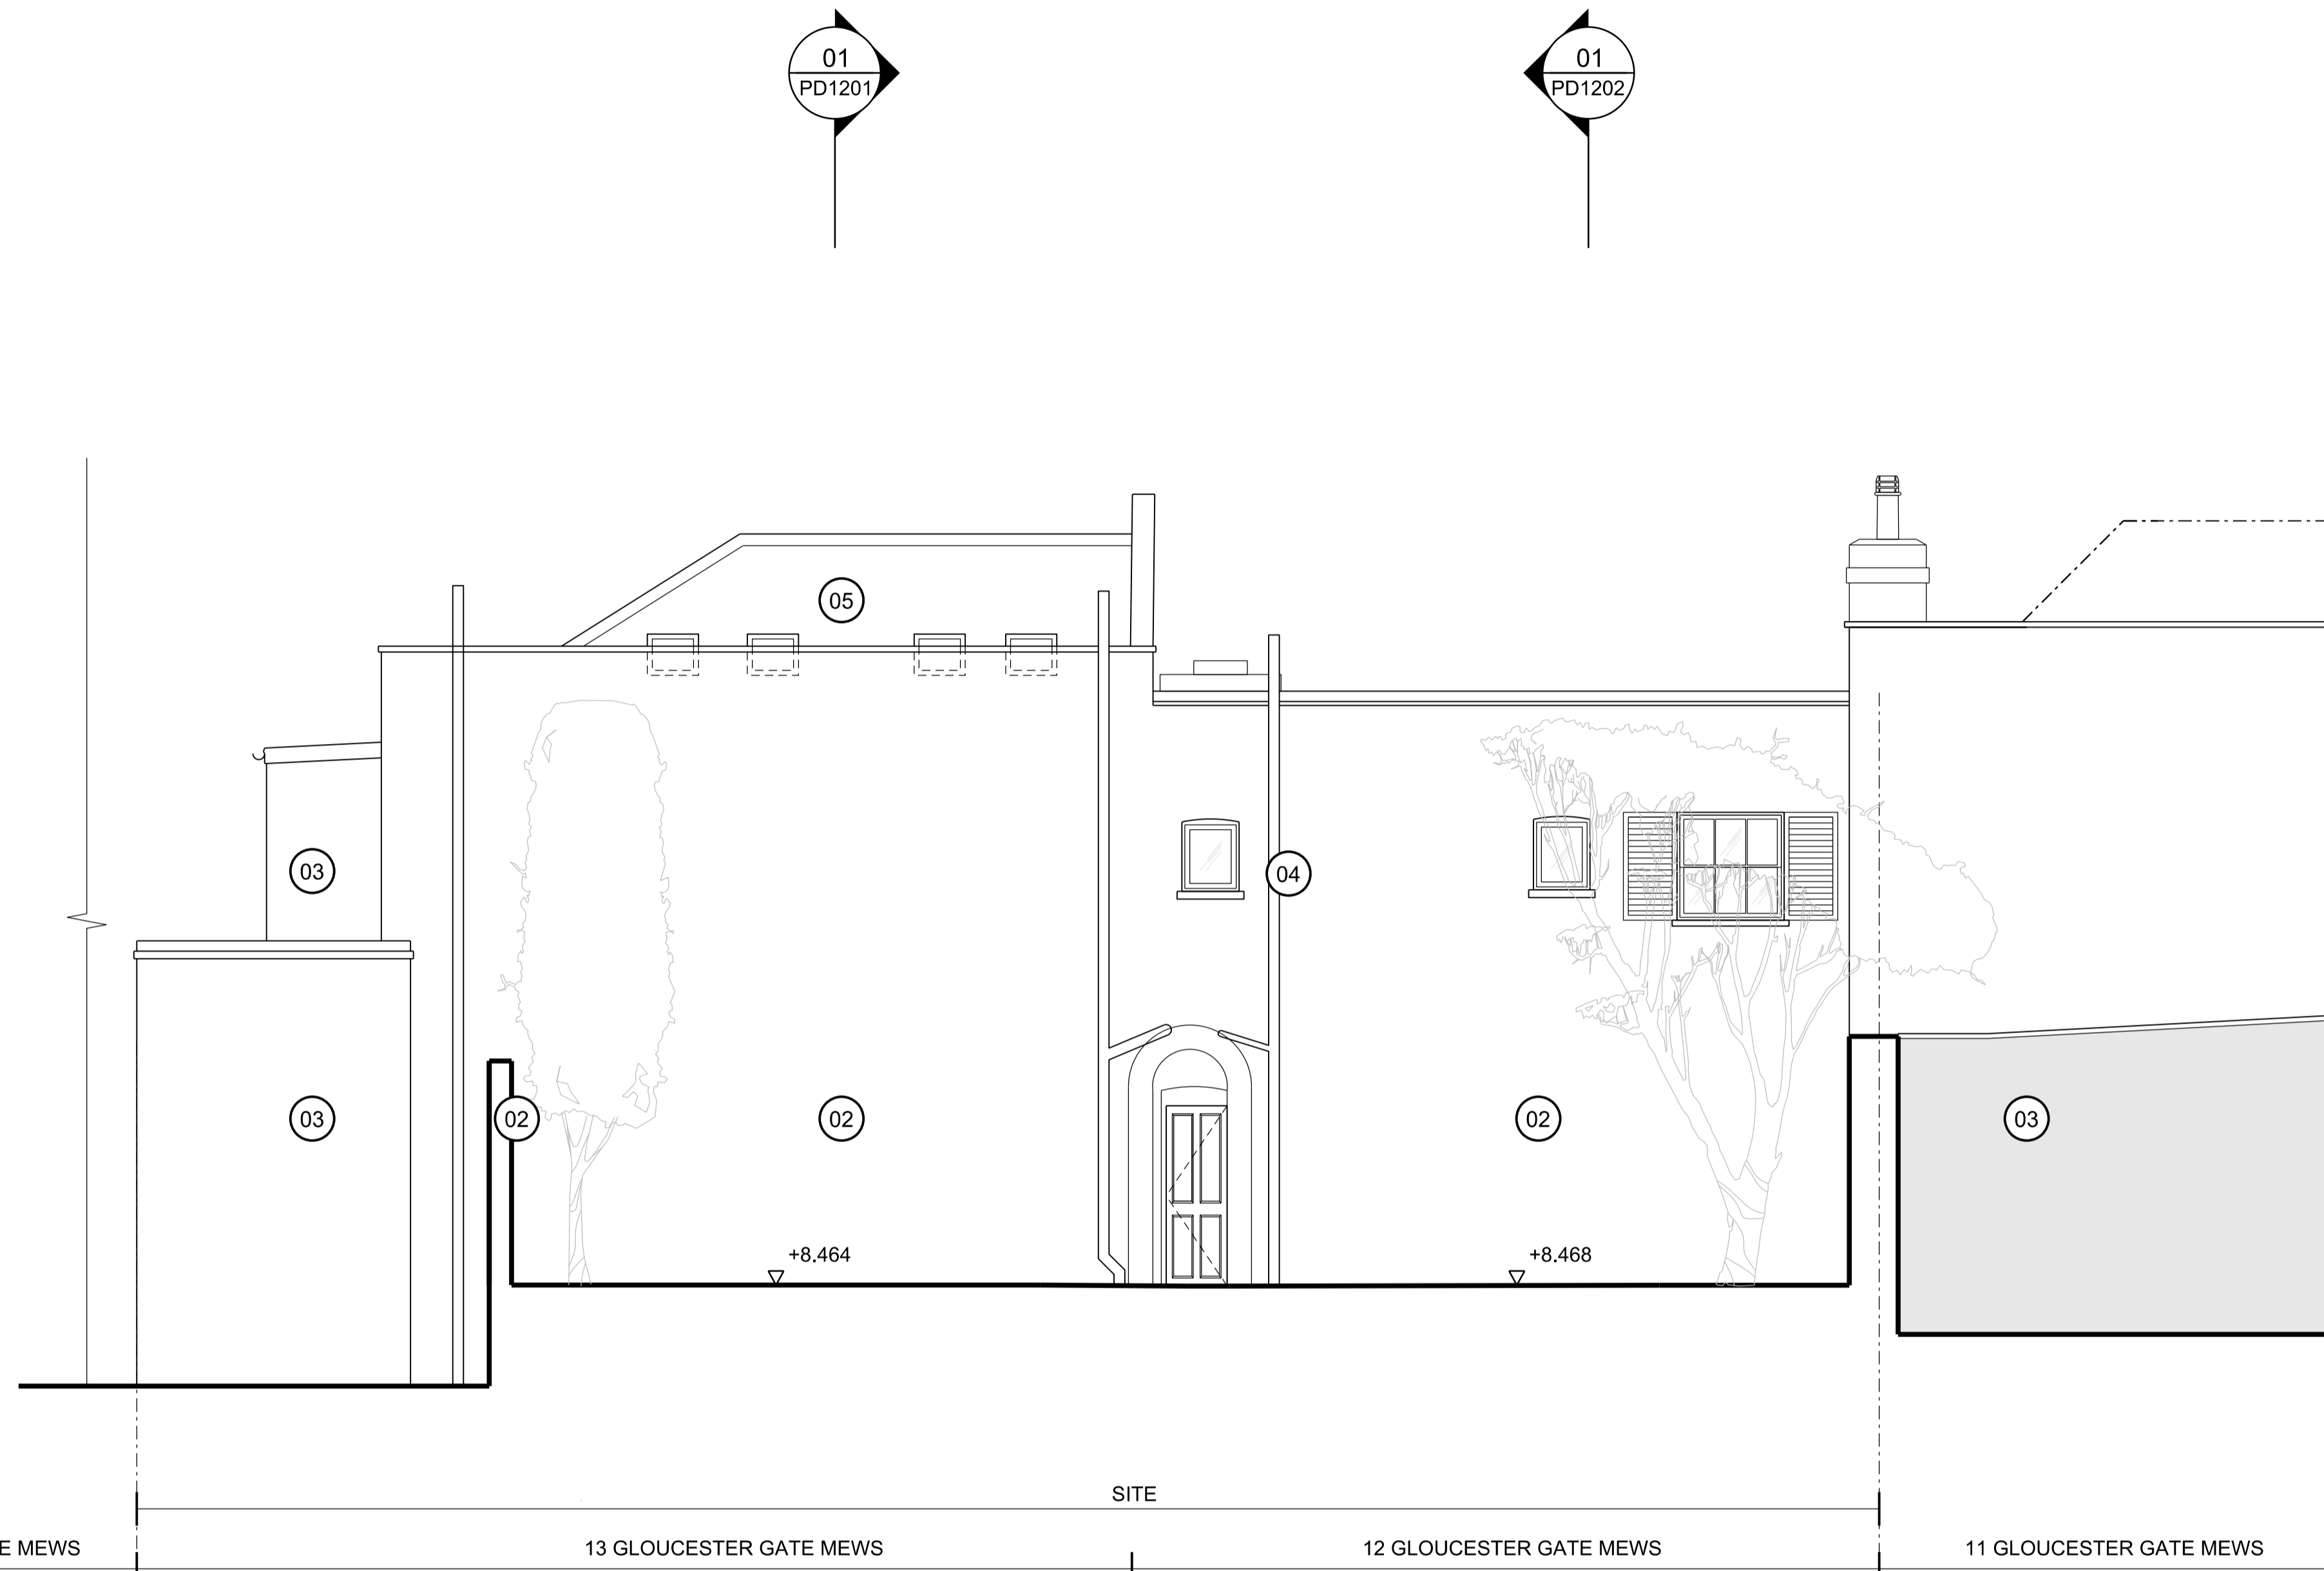 01
PD1201
01
PD1202
05
03
04
03
02
02
02
03
+8.464
+8.468
SITE
E MEWS
13 GLOUCESTER GATE MEWS
12 GLOUCESTER GATE MEWS
11 GLOUCESTER GATE MEWS